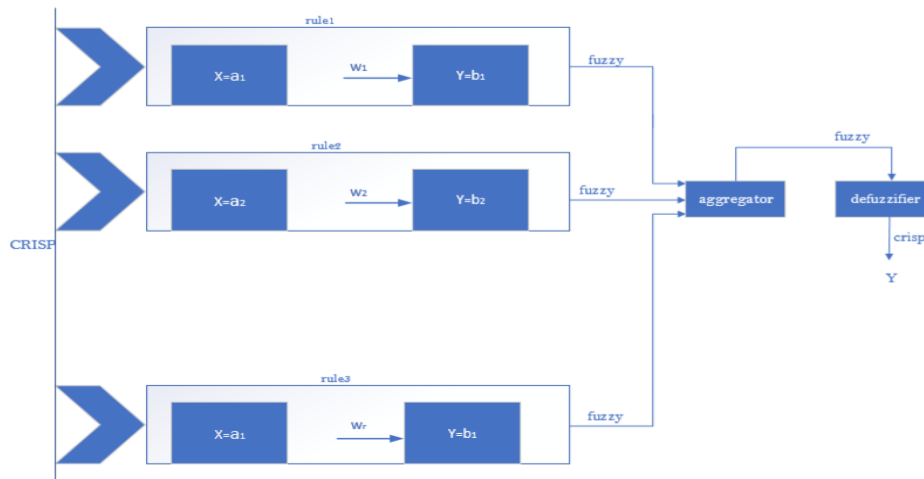 rule1
X=a₁
W₁
Y=b₁
fuzzy
rule2
X=a₂
W₂
Y=b₂
fuzzy
fuzzy
aggregator
defuzzifier
CRISP
crisp
Y
rule3
X=a₁
Wᵣ
Y=b₁
fuzzy